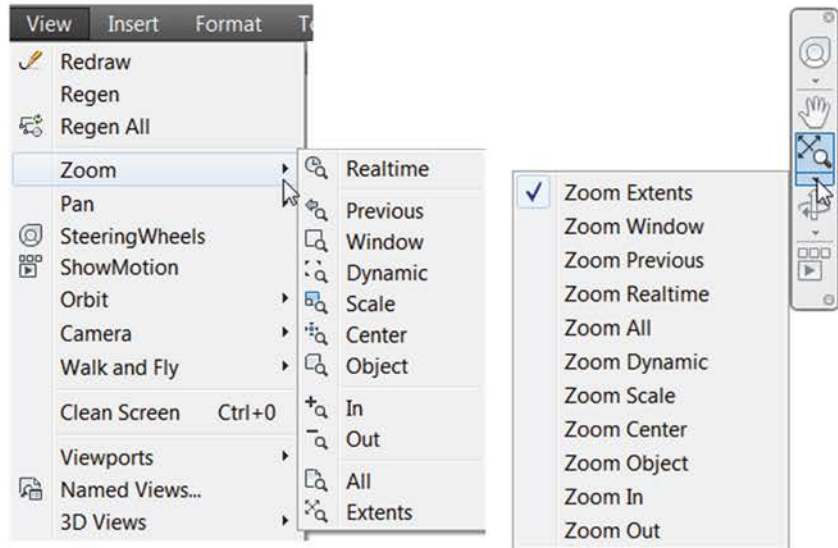 View Insert Format
Redraw
Regen
Regen All
Zoom
Pan
SteeringWheels
ShowMotion
Orbit
Camera
Walk and Fly
Clean Screen Ctrl+0
Viewports
Named Views...
3D Views
Realtime
Previous
Window
Dynamic
Scale
Center
Object
In
Out
All
Extents
Zoom Extents
Zoom Window
Zoom Previous
Zoom Realtime
Zoom All
Zoom Dynamic
Zoom Scale
Zoom Center
Zoom Object
Zoom In
Zoom Out